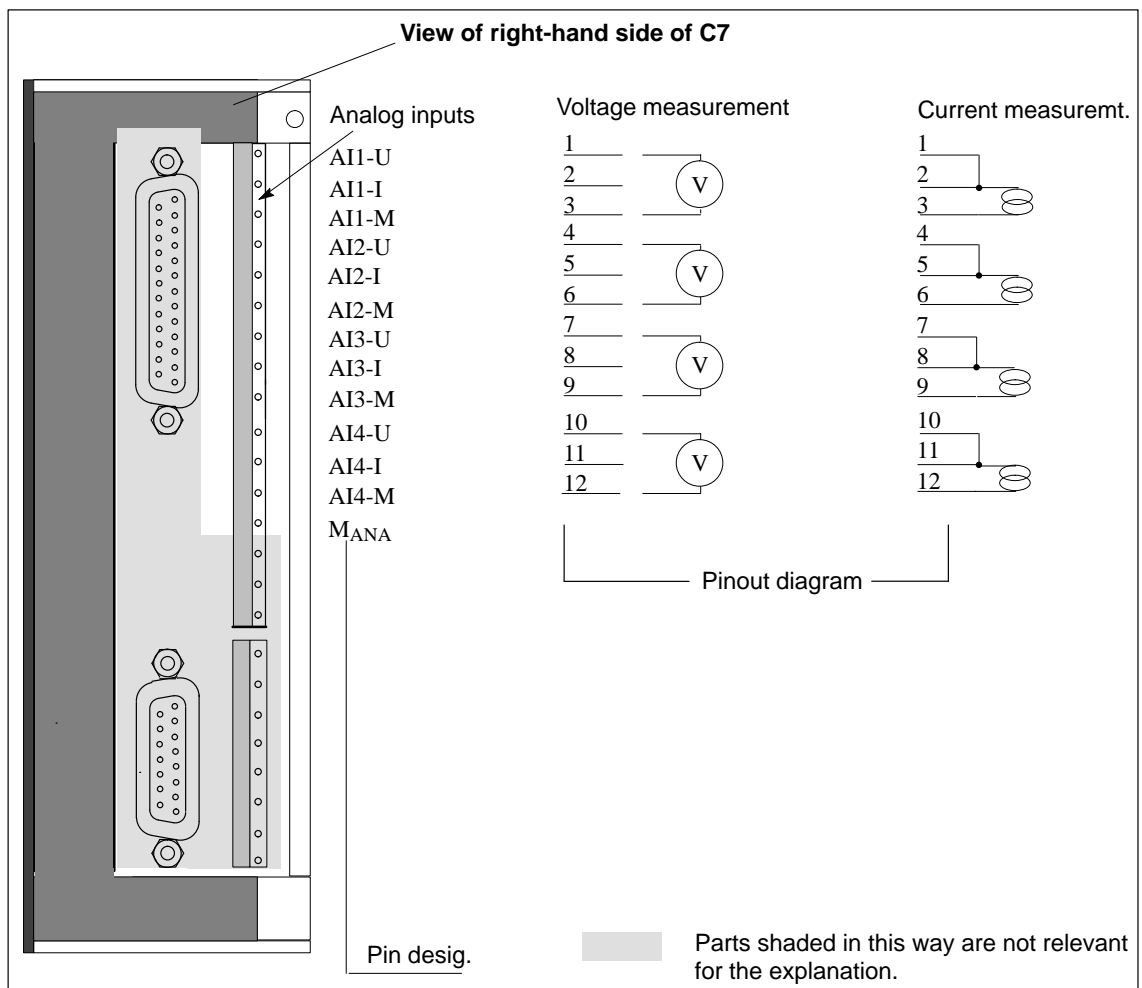 View of right-hand side of C7
Analog inputs
Voltage measurement
Current measuremt.
AI1-U
AI1-I
AI1-M
AI2-U
AI2-I
AI2-M
AI3-U
AI3-I
AI3-M
AI4-U
AI4-I
AI4-M
MANA
1
2
3
4
5
6
7
8
9
10
11
12
V
V
V
V
1
2
3
4
5
6
7
8
9
10
11
12
Pinout diagram
Pin desig.
Parts shaded in this way are not relevant
for the explanation.